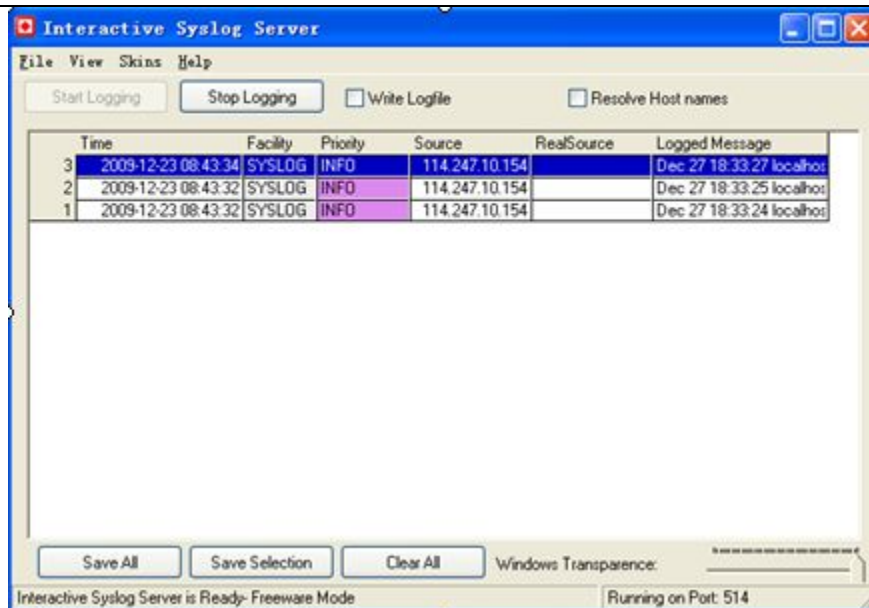 Interactive Syslog Server
File View Skins Help
Start Logging Stop Logging Write Logfile Resolve Host names
Time Facility Priority Source RealSource Logged Message
3 2009-12-23 08:43:34 SYSLOG INFO 114.247.10.154 Dec 27 18:33:27 localhos
2 2009-12-23 08:43:32 SYSLOG INFO 114.247.10.154 Dec 27 18:33:25 localhos
1 2009-12-23 08:43:32 SYSLOG INFO 114.247.10.154 Dec 27 18:33:24 localhos
Save All Save Selection Clear All Windows Transparence:
Interactive Syslog Server is Ready- Freeware Mode Running on Port: 514